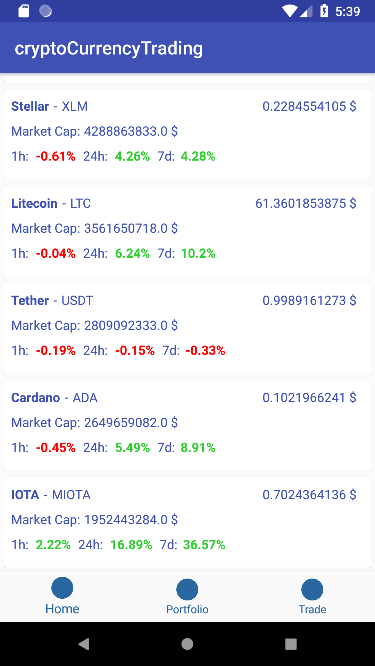 5:39
cryptoCurrencyTrading
Stellar - XLM 0.2284554105 $
Market Cap: 4288863833.0 $
1h: -0.61% 24h: 4.26% 7d: 4.28%
Litecoin - LTC 61.3601853875 $
Market Cap: 3561650718.0 $
1h: -0.04% 24h: 6.24% 7d: 10.2%
Tether - USDT 0.9989161273 $
Market Cap: 2809092333.0 $
1h: -0.19% 24h: -0.15% 7d: -0.33%
Cardano - ADA 0.1021966241 $
Market Cap: 2649659082.0 $
1h: -0.45% 24h: 5.49% 7d: 8.91%
IOTA - MIOTA 0.7024364136 $
Market Cap: 1952443284.0 $
1h: 2.22% 24h: 16.89% 7d: 36.57%
Home Portfolio Trade